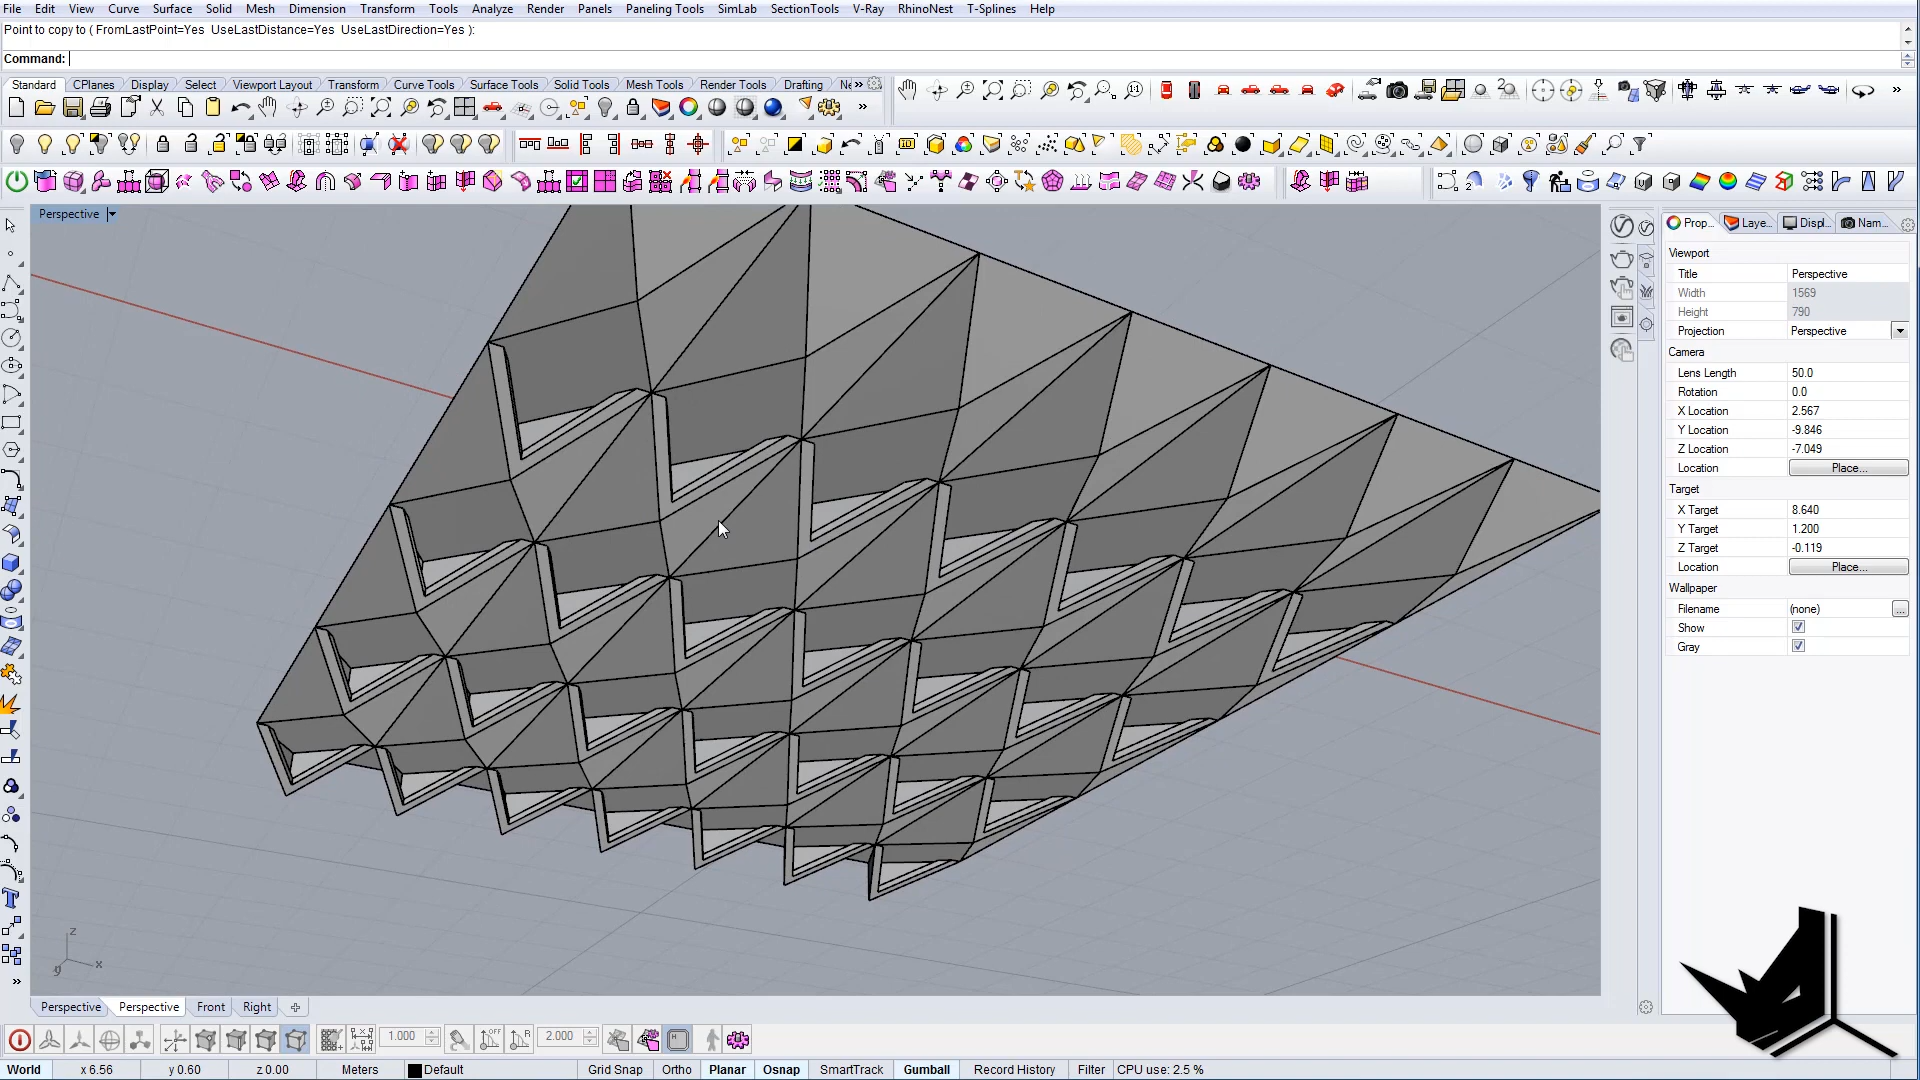 File Edit View Curve Surface Solid Mesh Dimension Transform Tools Analyze Render Panels Paneling Tools SimLab SectionTools V-Ray RhinoNest T-Splines Help
Point to copy to ( FromLastPoint=Yes UseLastDistance=Yes UseLastDirection=Yes ):
Command:
Standard CPlanes Display Select Viewport Layout Transform Curve Tools Surface Tools Solid Tools Mesh Tools Render Tools Drafting Ne
Perspective
Prop... Laye... Displ... Nam...
Viewport
Title Perspective
Width 1569
Height 790
Projection Perspective
Camera
Lens Length 50.0
Rotation 0.0
X Location 2.567
Y Location -9.846
Z Location -7.049
Location Place...
Target
X Target 8.640
Y Target 1.200
Z Target -0.119
Location Place...
Wallpaper
Filename (none) ...
Show
Gray
z
y x
Perspective Perspective Front Right
1.000 2.000
World x 6.56 y 0.60 z 0.00 Meters Default Grid Snap Ortho Planar Osnap SmartTrack Gumball Record History Filter CPU use: 2.5 %